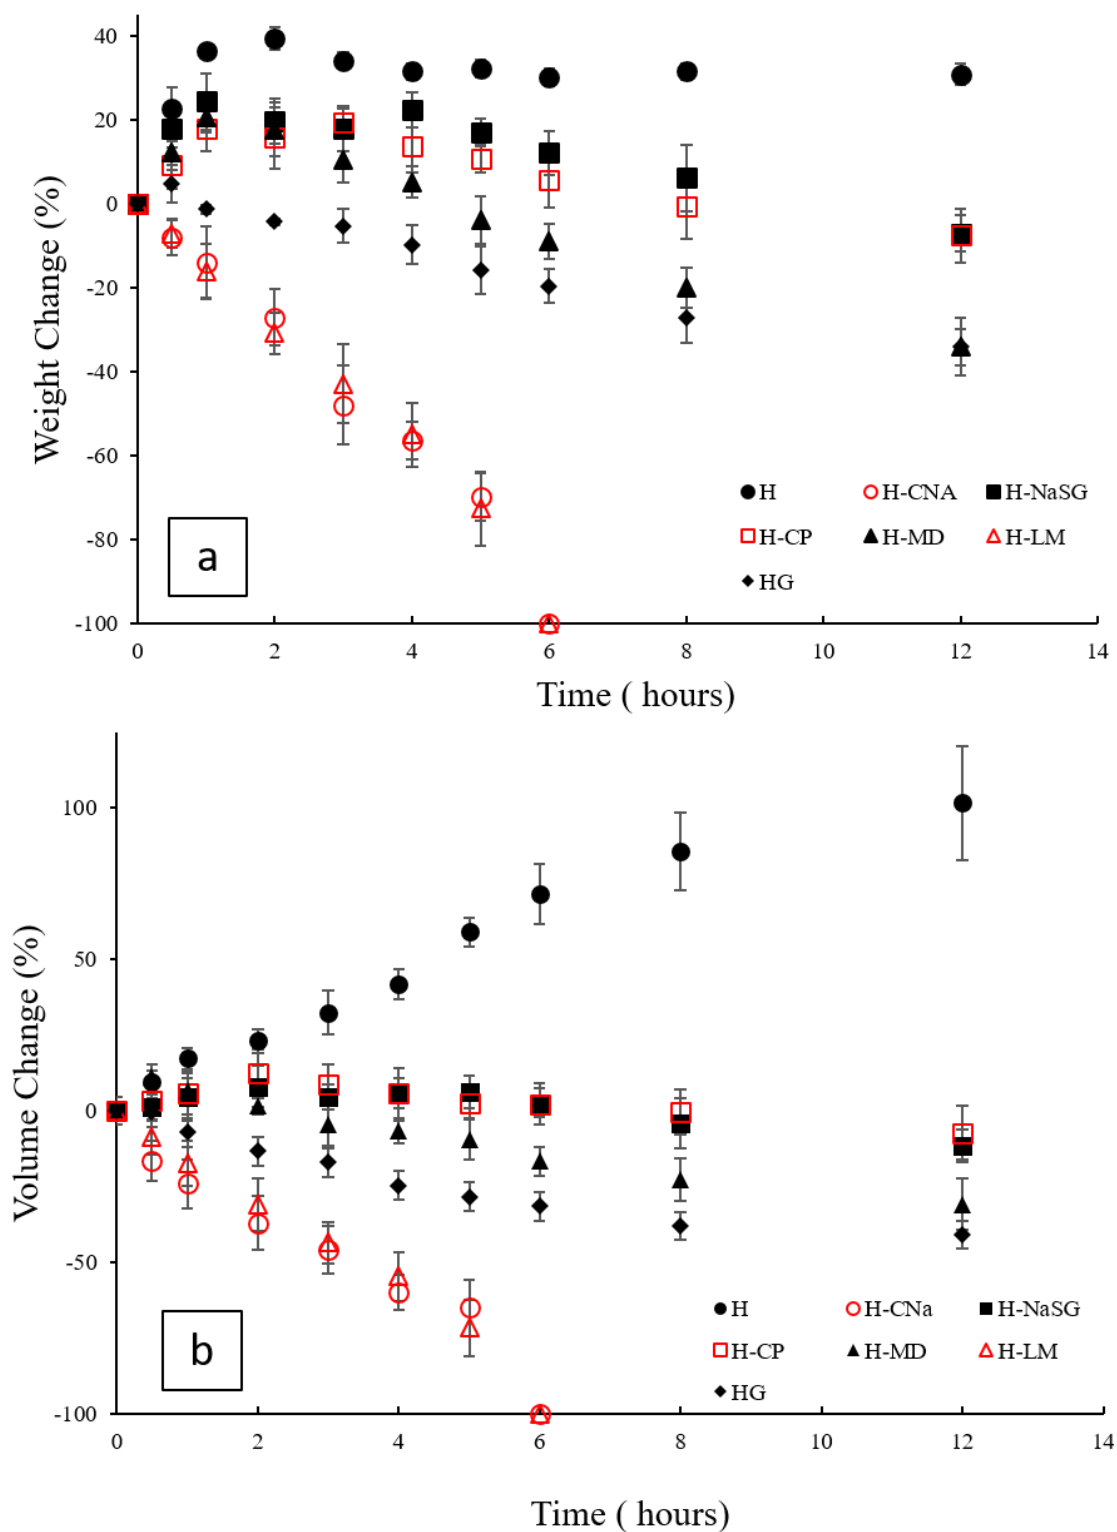 40
20
0
-20
-40
-60
-80
-100
Weight Change (%)
a
H H-CNA H-NaSG
H-CP H-MD H-LM
HG
0 2 4 6 8 10 12 14
Time ( hours)
100
50
0
-50
-100
Volume Change (%)
b
H H-CNa H-NaSG
H-CP H-MD H-LM
HG
0 2 4 6 8 10 12 14
Time ( hours)